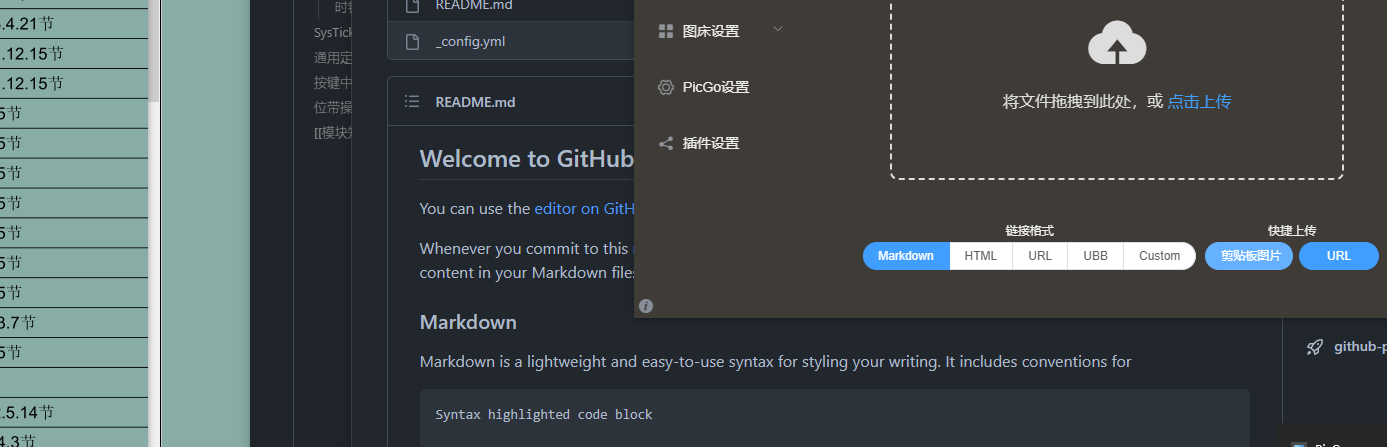 .4.21节
.12.15节
.12.15节
5节
5节
5节
5节
5节
5节
5节
3.7节
5节
.5.14节
4.3节
时钟
SysTick
通用定
按键中
位带操
[[模块知
README.md
_config.yml
README.md
Welcome to GitHub
You can use the editor on GitH
Whenever you commit to this
content in your Markdown files
Markdown
Markdown is a lightweight and easy-to-use syntax for styling your writing. It includes conventions for
Syntax highlighted code block
图床设置
PicGo设置
插件设置
将文件拖拽到此处，或 点击上传
链接格式
快捷上传
Markdown HTML URL UBB Custom
剪贴板图片 URL
github-p